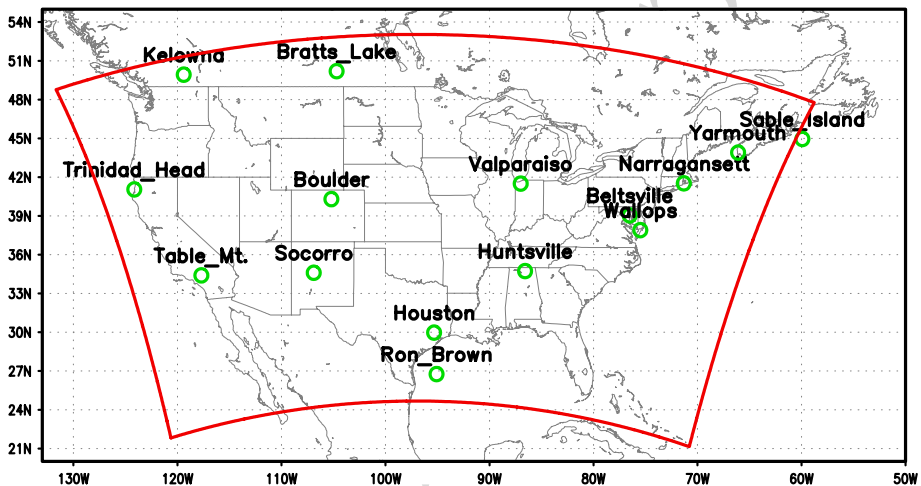 54N
51N
48N
45N
42N
39N
36N
33N
30N
27N
24N
21N
Kelowna
Bratts_Lake
Sable_Island
Yarmouth
Trinidad_Head
Boulder
Valparaiso
Narragansett
Beltsville
Wallops
Table_Mt.
Socorro
Huntsville
Houston
Ron_Brown
130W 120W 110W 100W 90W 80W 70W 60W 50W